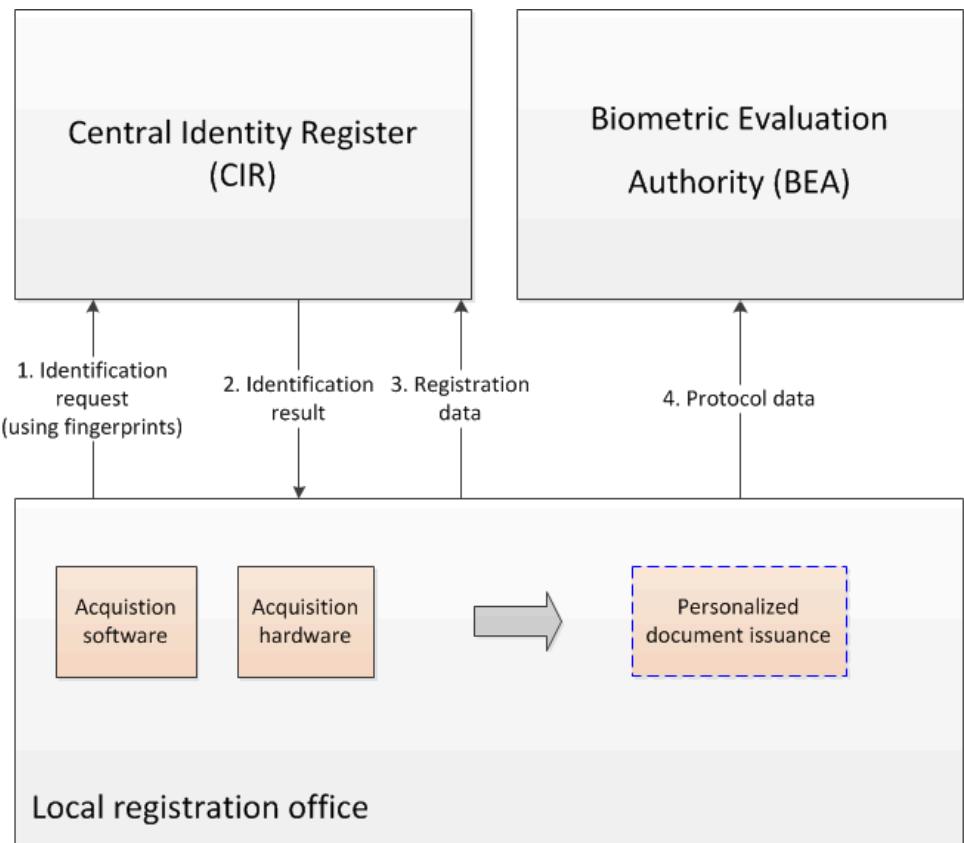 Central Identity Register
(CIR)
Biometric Evaluation
Authority (BEA)
1. Identification
request
(using fingerprints)
2. Identification
result
3. Registration
data
4. Protocol data
Acquistion
software
Acquisition
hardware
Personalized
document issuance
Local registration office